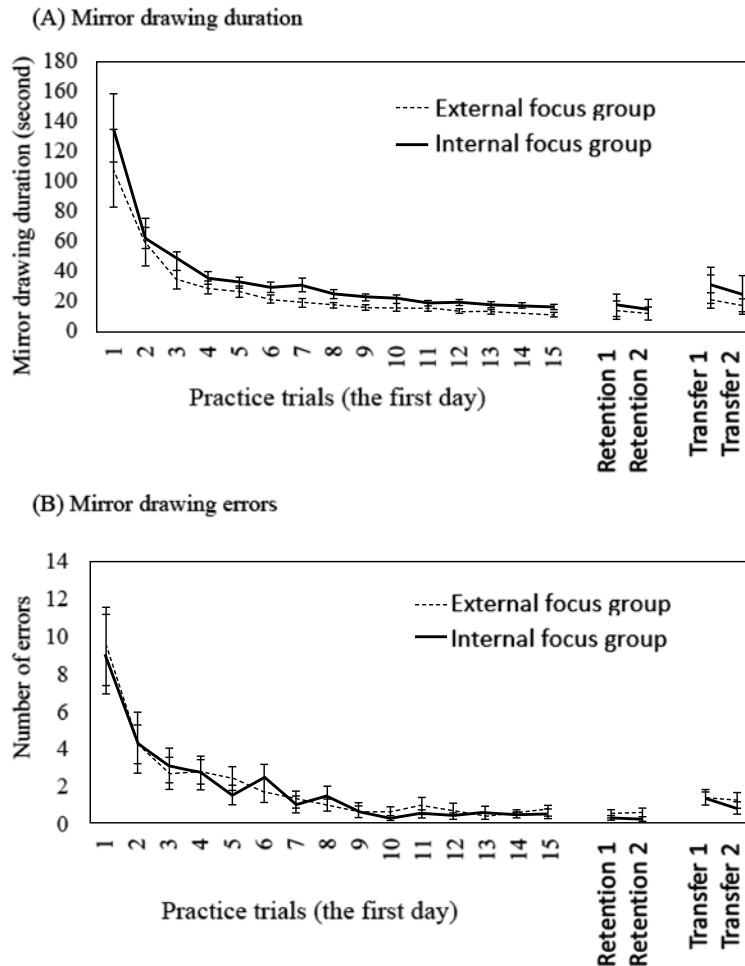 (A) Mirror drawing duration
Mirror drawing duration (second)
180
160
140
120
100
80
60
40
20
0
External focus group
Internal focus group
1
2
3
4
5
6
7
8
9
10
11
12
13
14
15
Practice trials (the first day)
Retention 1
Retention 2
Transfer 1
Transfer 2
(B) Mirror drawing errors
Number of errors
14
12
10
8
6
4
2
0
External focus group
Internal focus group
1
2
3
4
5
6
7
8
9
10
11
12
13
14
15
Practice trials (the first day)
Retention 1
Retention 2
Transfer 1
Transfer 2